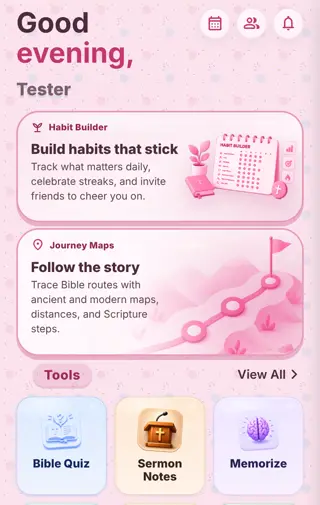 Good
evening,
Tester
Habit Builder
Build habits that stick
Track what matters daily,
celebrate streaks, and invite
friends to cheer you on.
HABIT BUILDER
Journey Maps
Follow the story
Trace Bible routes with
ancient and modern maps,
distances, and Scripture
steps.
Tools
View All
Bible Quiz
Sermon
Notes
Memorize